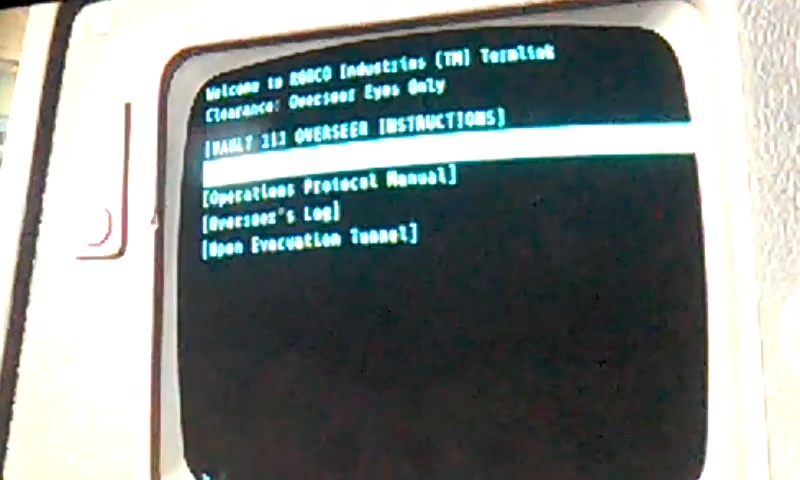 Welcome to ROBCO Industries (TM) Termlink
Clearance: Overseer Eyes Only
[VAULT 111 OVERSEER INSTRUCTIONS]
[Operations Protocol Manual]
[Overseer's Log]
[Open Evacuation Tunnel]